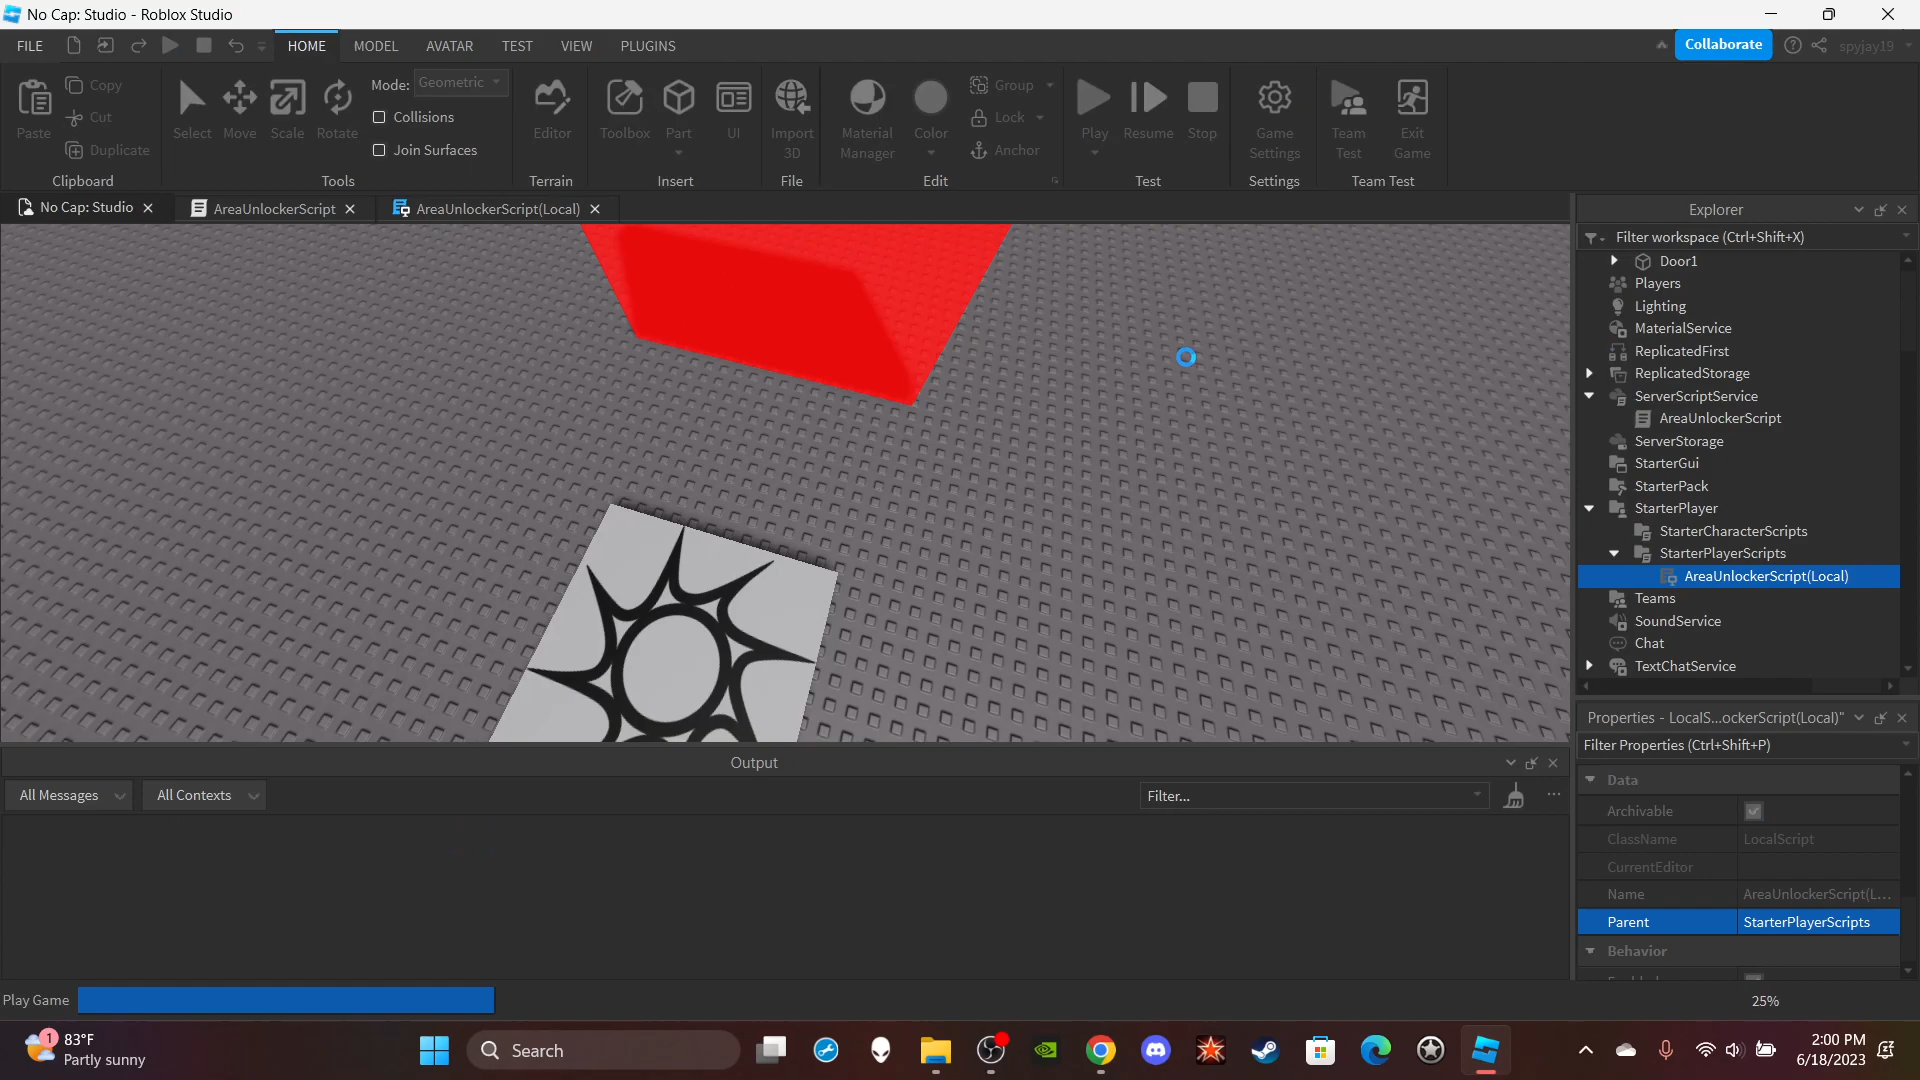 No Cap: Studio - Roblox Studio
FILE HOME MODEL AVATAR TEST VIEW PLUGINS Collaborate spyjay19
Paste Copy Cut Duplicate Clipboard
Select Move Scale Rotate Mode: Geometric Collisions Join Surfaces Tools
Editor Terrain
Toolbox Part UI Insert
Import 3D File
Material Manager Color Group Lock Anchor Edit
Play Resume Stop Test
Game Settings Settings
Team Test Exit Game Team Test
No Cap: Studio AreaUnlockerScript AreaUnlockerScript(Local)
Explorer
Filter workspace (Ctrl+Shift+X)
Door1
Players
Lighting
MaterialService
ReplicatedFirst
ReplicatedStorage
ServerScriptService
AreaUnlockerScript
ServerStorage
StarterGui
StarterPack
StarterPlayer
StarterCharacterScripts
StarterPlayerScripts
AreaUnlockerScript(Local)
Teams
SoundService
Chat
TextChatService
Properties - LocalS...ockerScript(Local)"
Filter Properties (Ctrl+Shift+P)
Data
Archivable
ClassName LocalScript
CurrentEditor
Name AreaUnlockerScript(L...
Parent StarterPlayerScripts
Behavior
Output
All Messages All Contexts Filter...
Play Game 25%
1
83°F
Partly sunny
Search
2:00 PM
6/18/2023